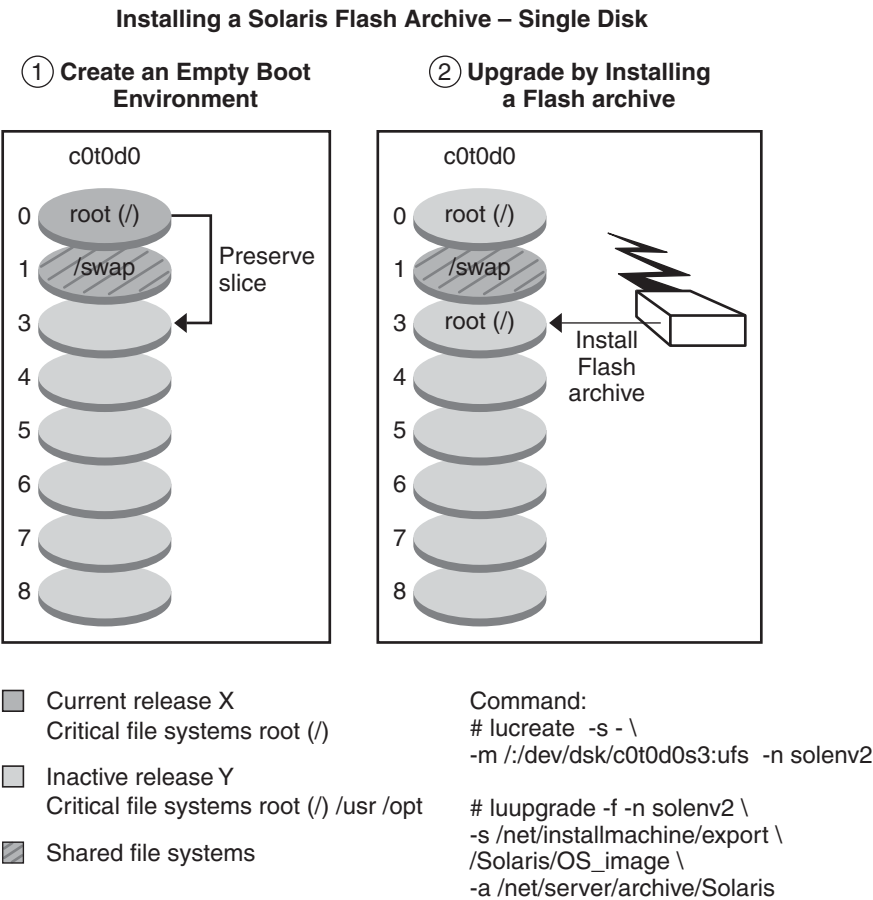 Installing a Solaris Flash Archive – Single Disk
1 Create an Empty Boot
Environment
c0t0d0
0 root (/)
1 /swap
Preserve
slice
3
4
5
6
7
8
2 Upgrade by Installing
a Flash archive
c0t0d0
0 root (/)
1 /swap
3 root (/)
Install
Flash
archive
4
5
6
7
8
Current release X
Critical file systems root (/)
Inactive release Y
Critical file systems root (/) /usr /opt
Shared file systems
Command:
# lucreate -s - \
-m /:/dev/dsk/c0t0d0s3:ufs -n solenv2
# luupgrade -f -n solenv2 \
-s /net/installmachine/export \
/Solaris/OS_image \
-a /net/server/archive/Solaris